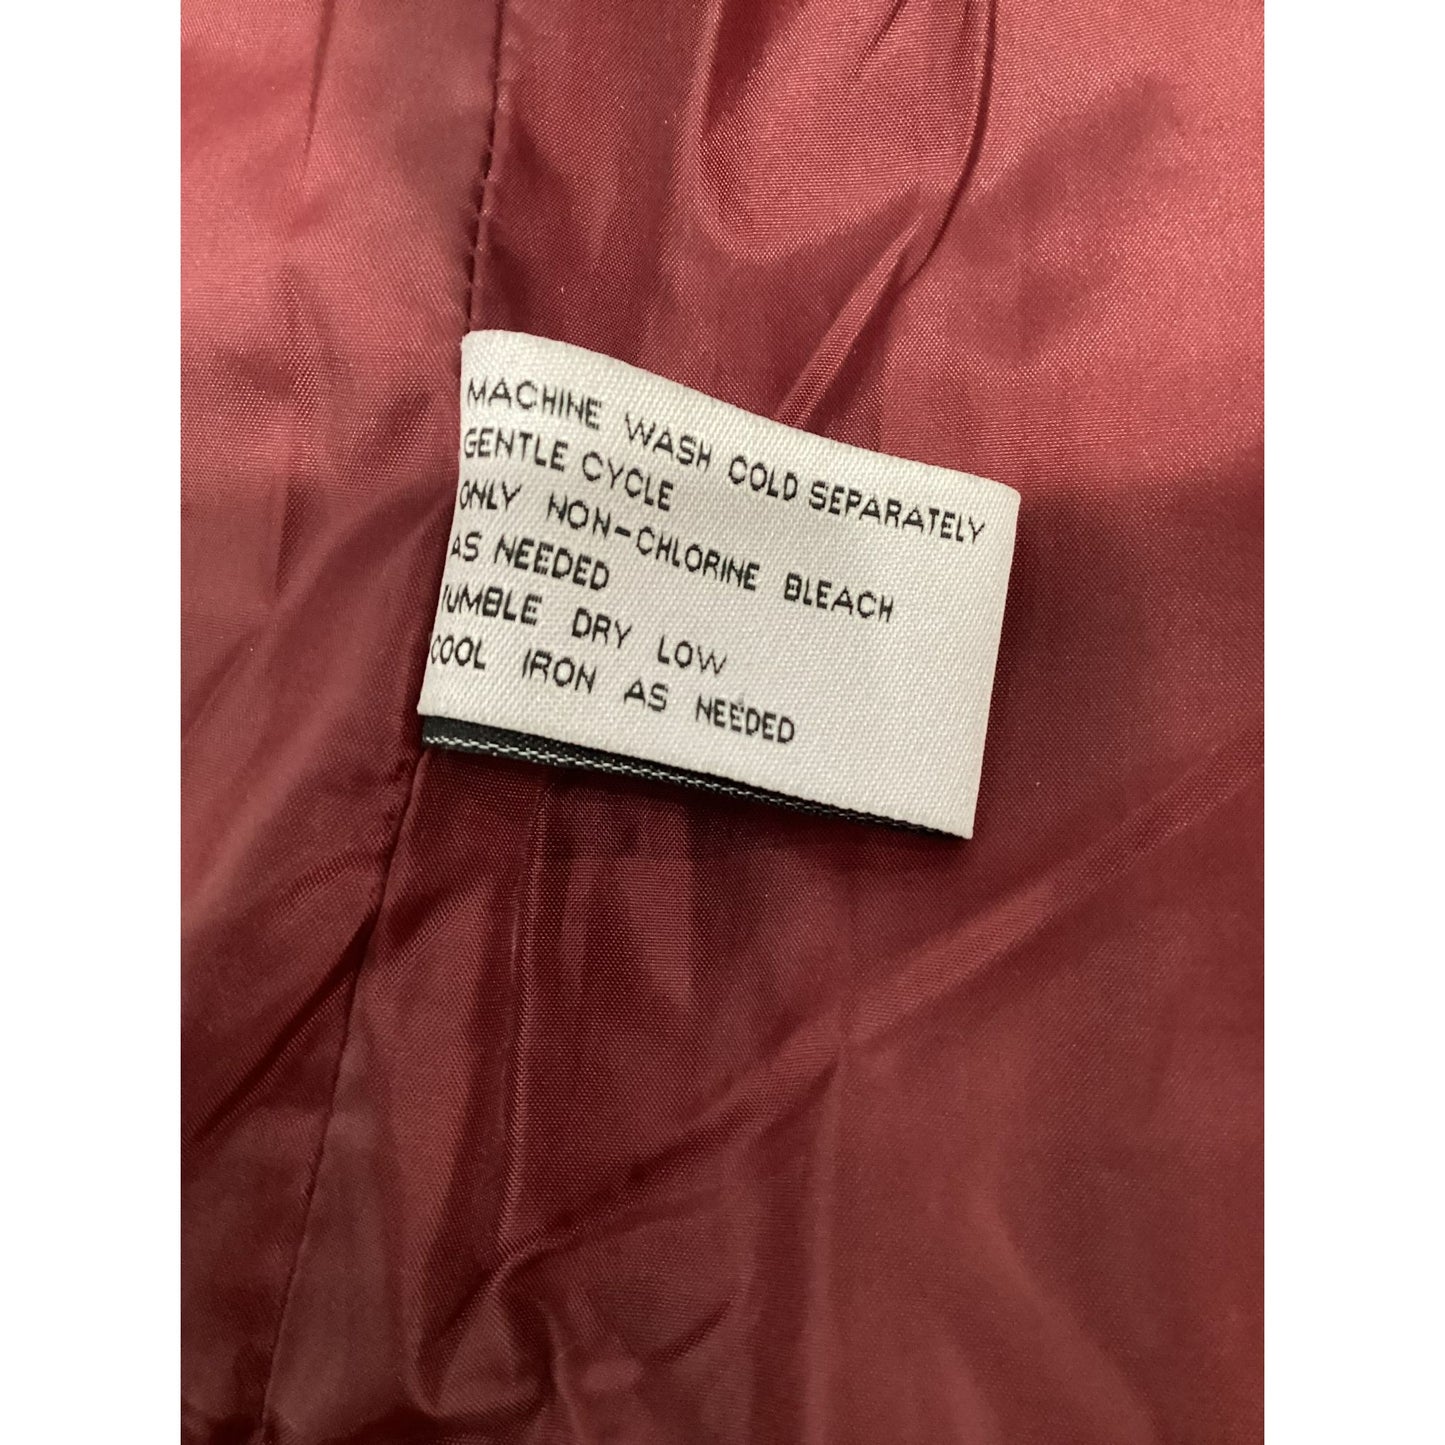 MACHINE WASH COLD SEPARATELY
GENTLE CYCLE
ONLY NON-CHLORINE BLEACH
AS NEEDED
TUMBLE DRY LOW
COOL IRON AS NEEDED